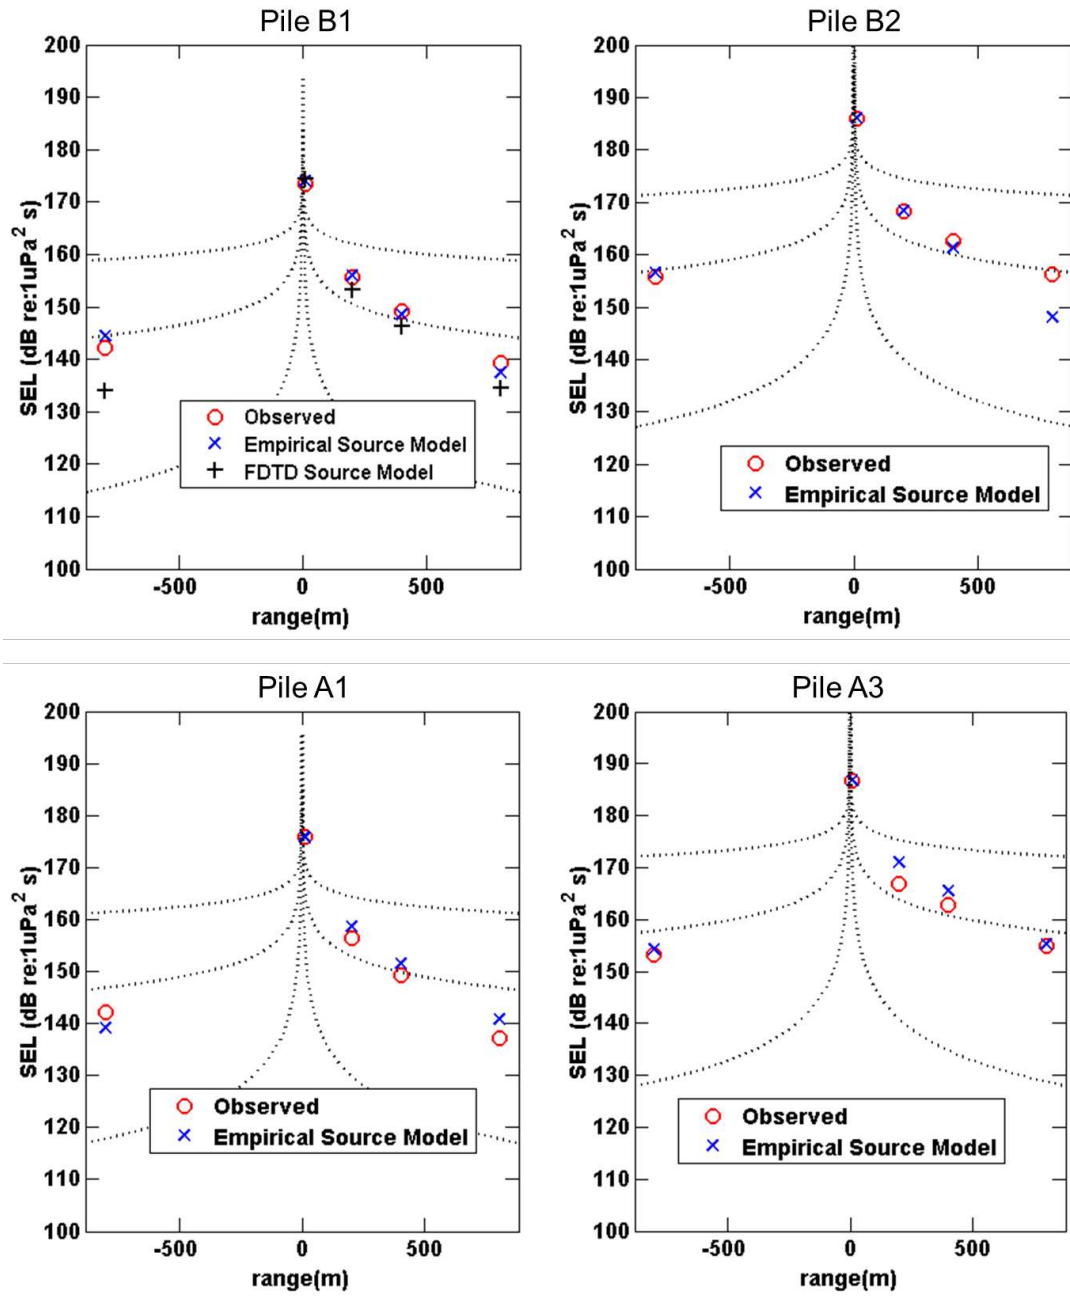 Pile B1
200
190
180
170
160
150
140
130
120
110
100
SEL (dB re:1uPa² s)
Observed
Empirical Source Model
FDTD Source Model
-500
0
500
range(m)
Pile B2
200
190
180
170
160
150
140
130
120
110
100
SEL (dB re:1uPa² s)
Observed
Empirical Source Model
-500
0
500
range(m)
Pile A1
200
190
180
170
160
150
140
130
120
110
100
SEL (dB re:1uPa² s)
Observed
Empirical Source Model
-500
0
500
range(m)
Pile A3
200
190
180
170
160
150
140
130
120
110
100
SEL (dB re:1uPa² s)
Observed
Empirical Source Model
-500
0
500
range(m)